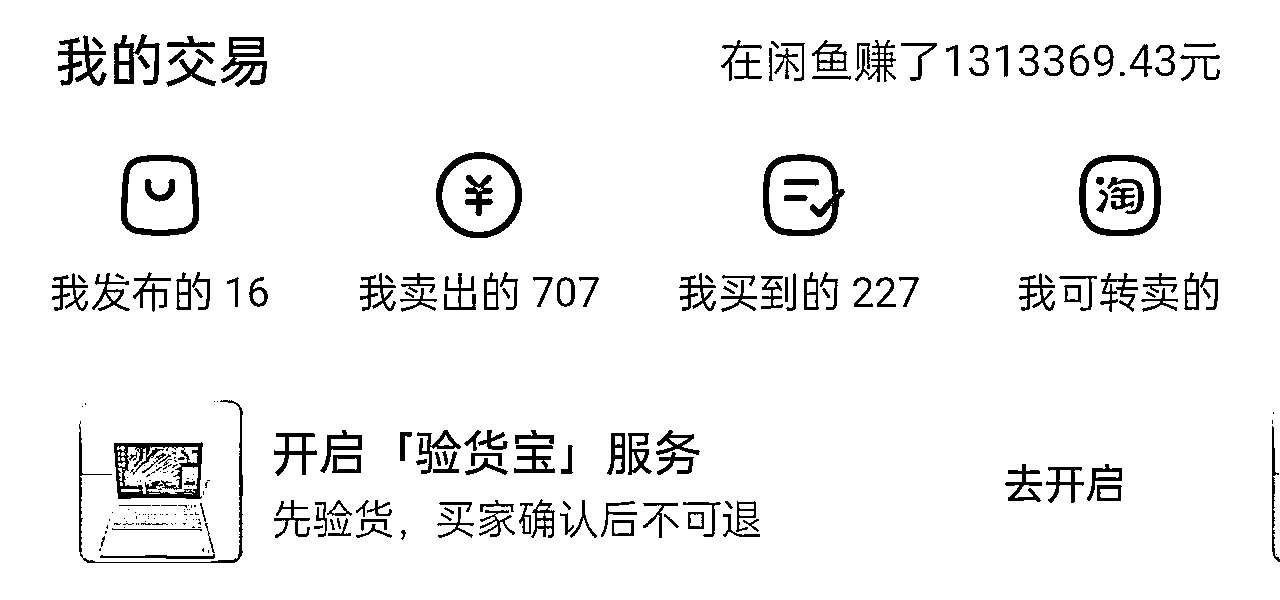 我的交易
在闲鱼赚了1313369.43元
淘
我发布的 16
我卖出的 707
我买到的 227
我可转卖的
开启「验货宝」服务
先验货，买家确认后不可退
去开启